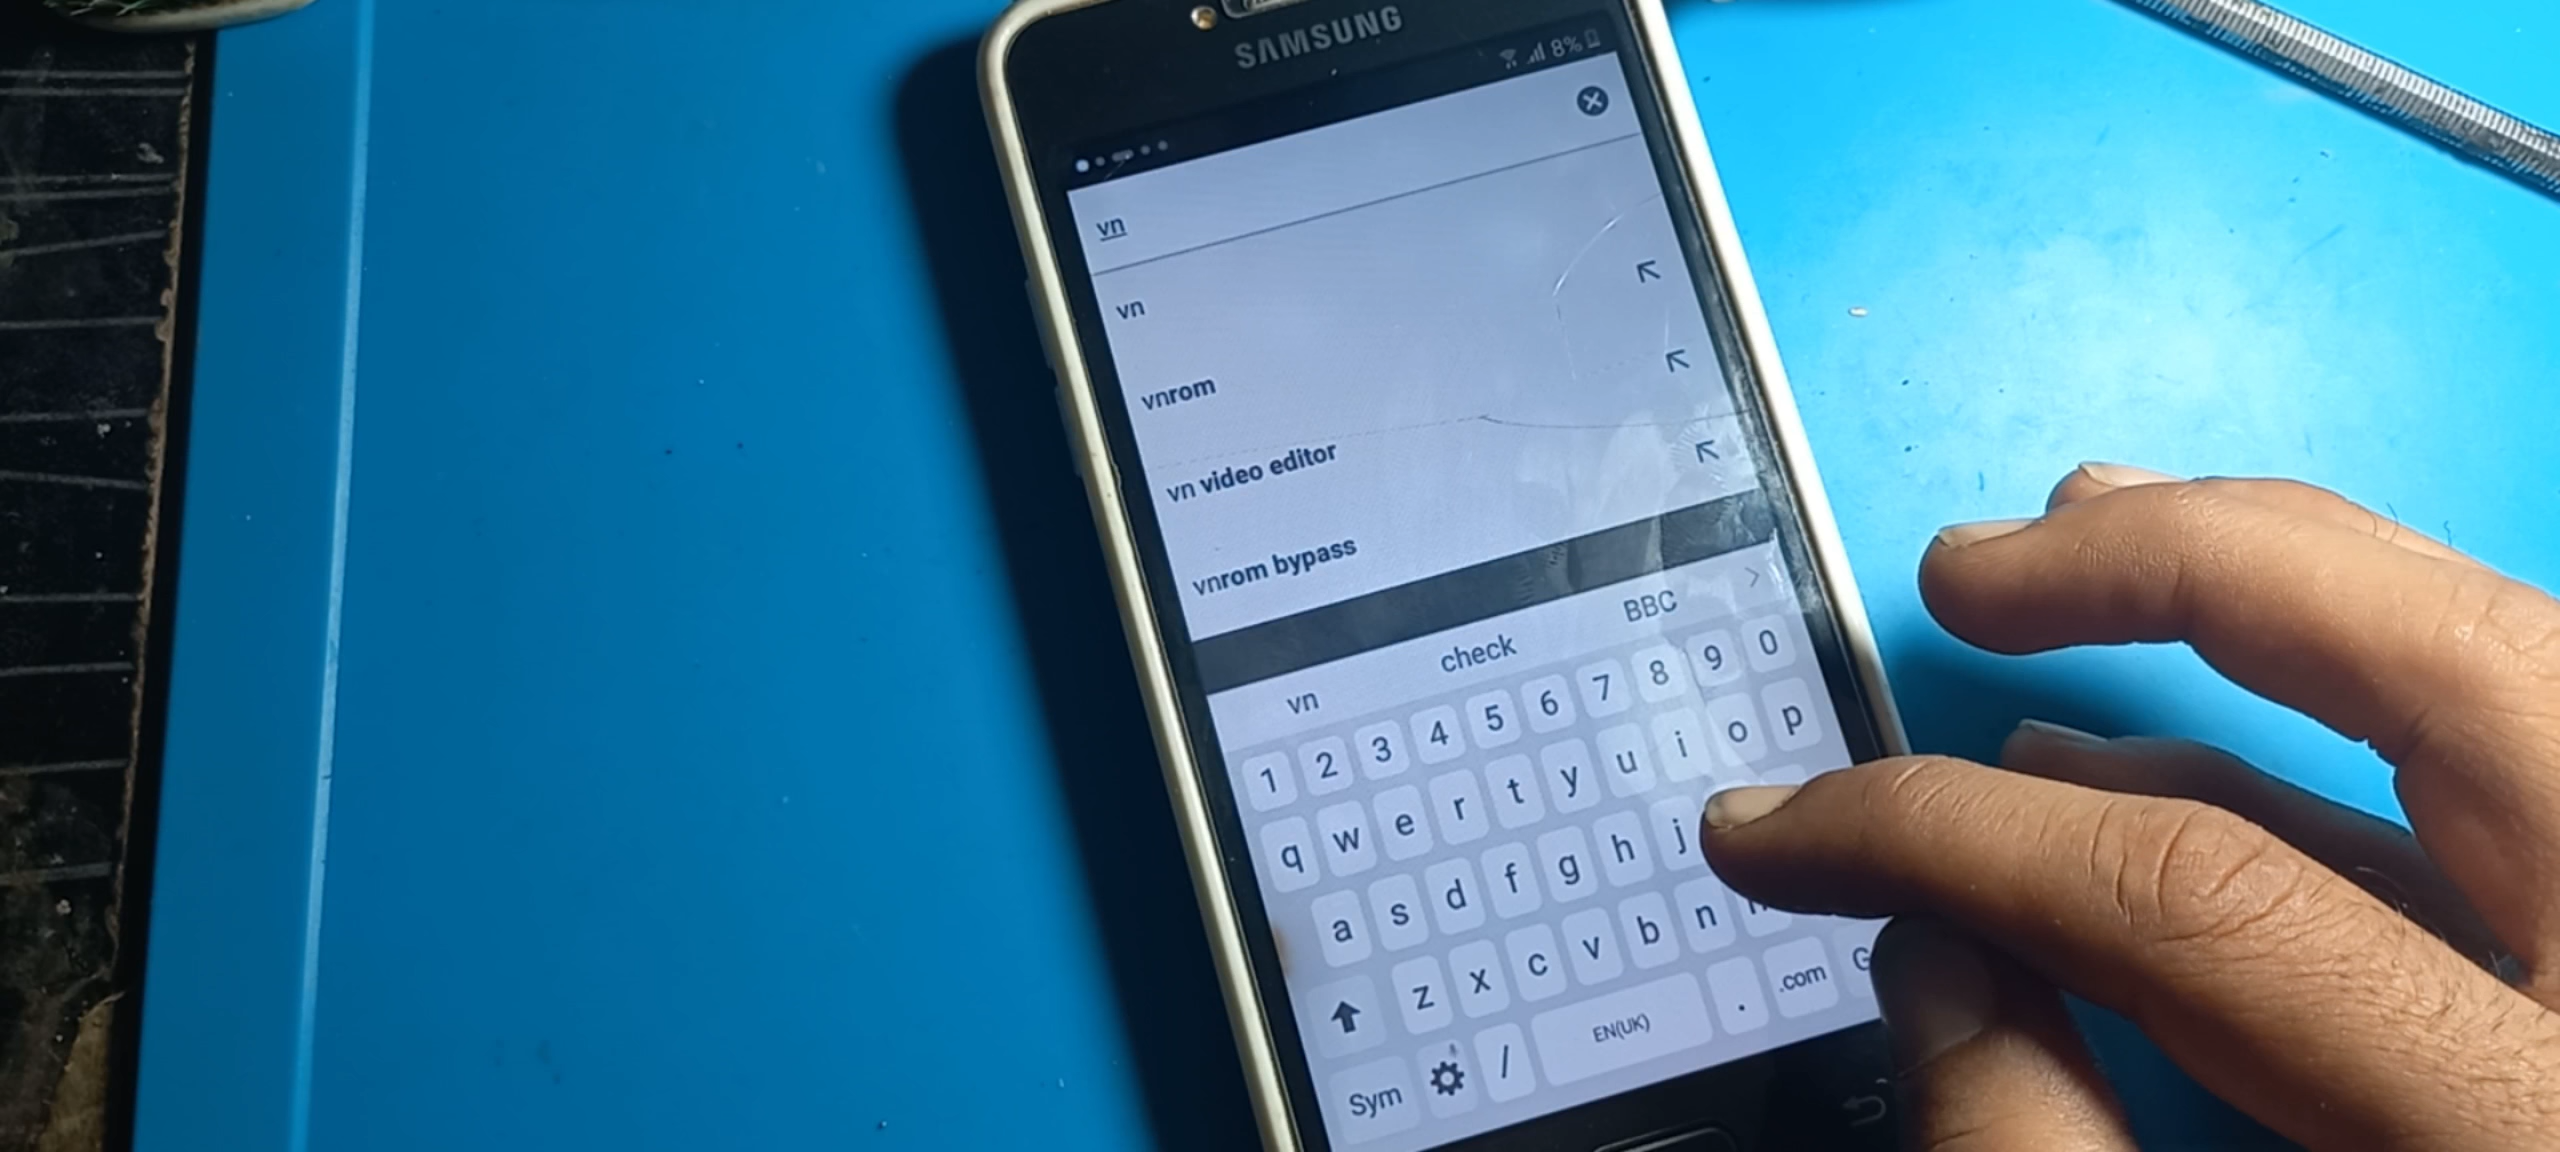 SAMSUNG
8%
vn
vn
vnrom
vn video editor
vnrom bypass
vn check BBC
1 2 3 4 5 6 7 8 9 0
q w e r t y u i o p
a s d f g h j
z x c v b n
Sym / EN(UK) . .com G